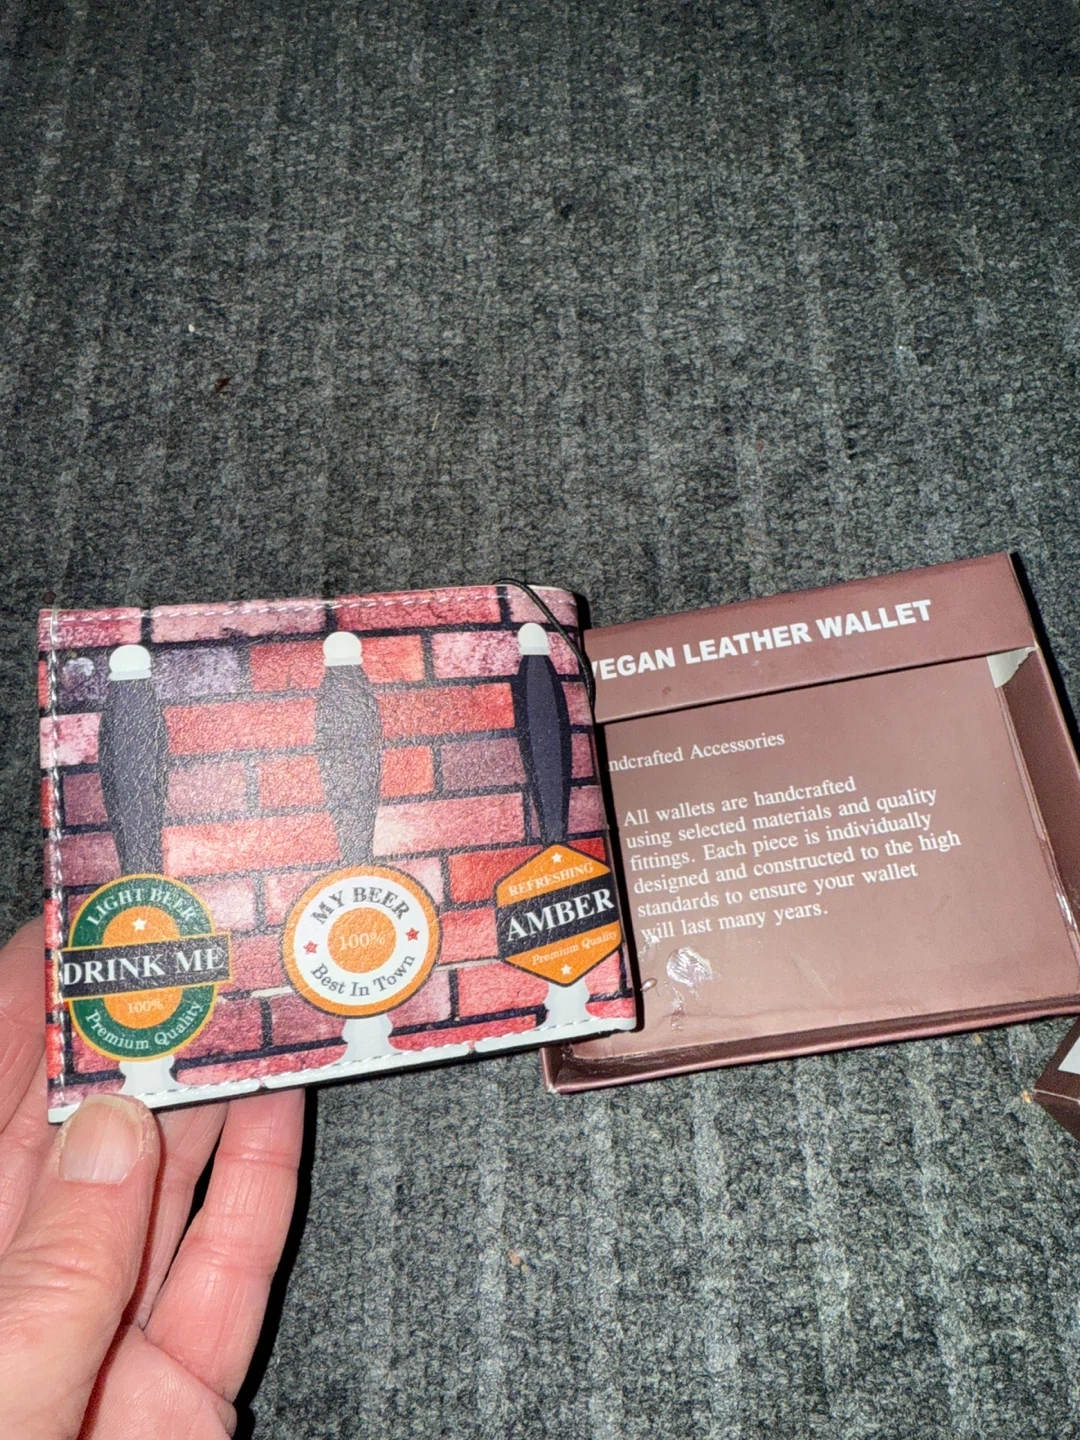 LIGHT BEER
DRINK ME
100%
Premium Quality
MY BEER
100%
Best In Town
REFRESHING
AMBER
Premium Quality
VEGAN LEATHER WALLET
Accessories
All wallets are handcrafted
using selected materials and quality
fittings. Each piece is individually
designed and constructed to the high
standards to ensure your wallet
will last many years.